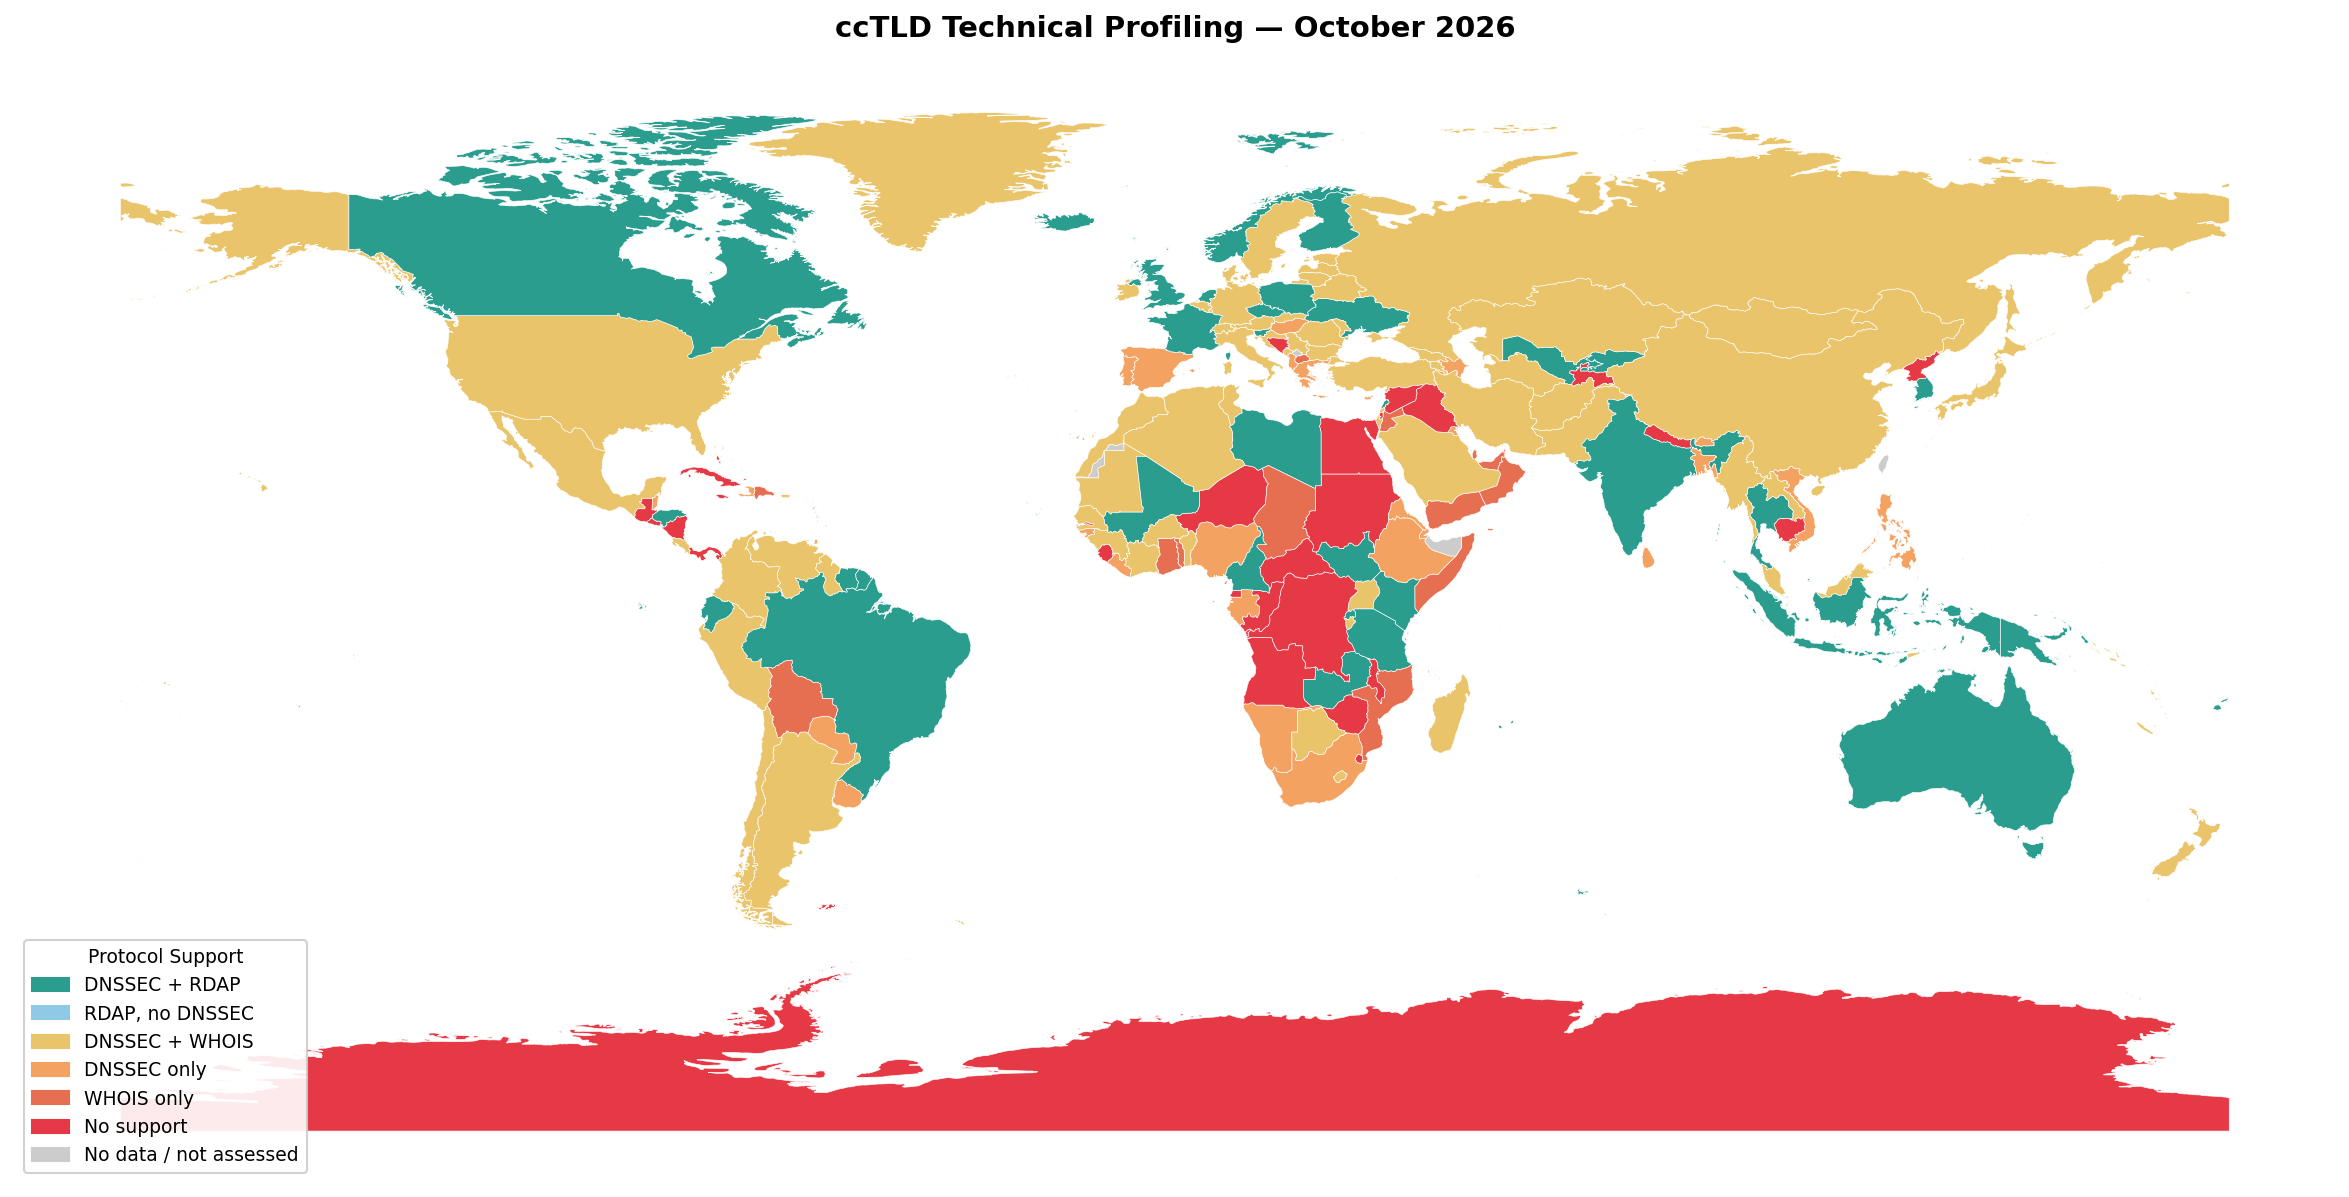 ccTLD Technical Profiling — October 2026
Protocol Support
DNSSEC + RDAP
RDAP, no DNSSEC
DNSSEC + WHOIS
DNSSEC only
WHOIS only
No support
No data / not assessed